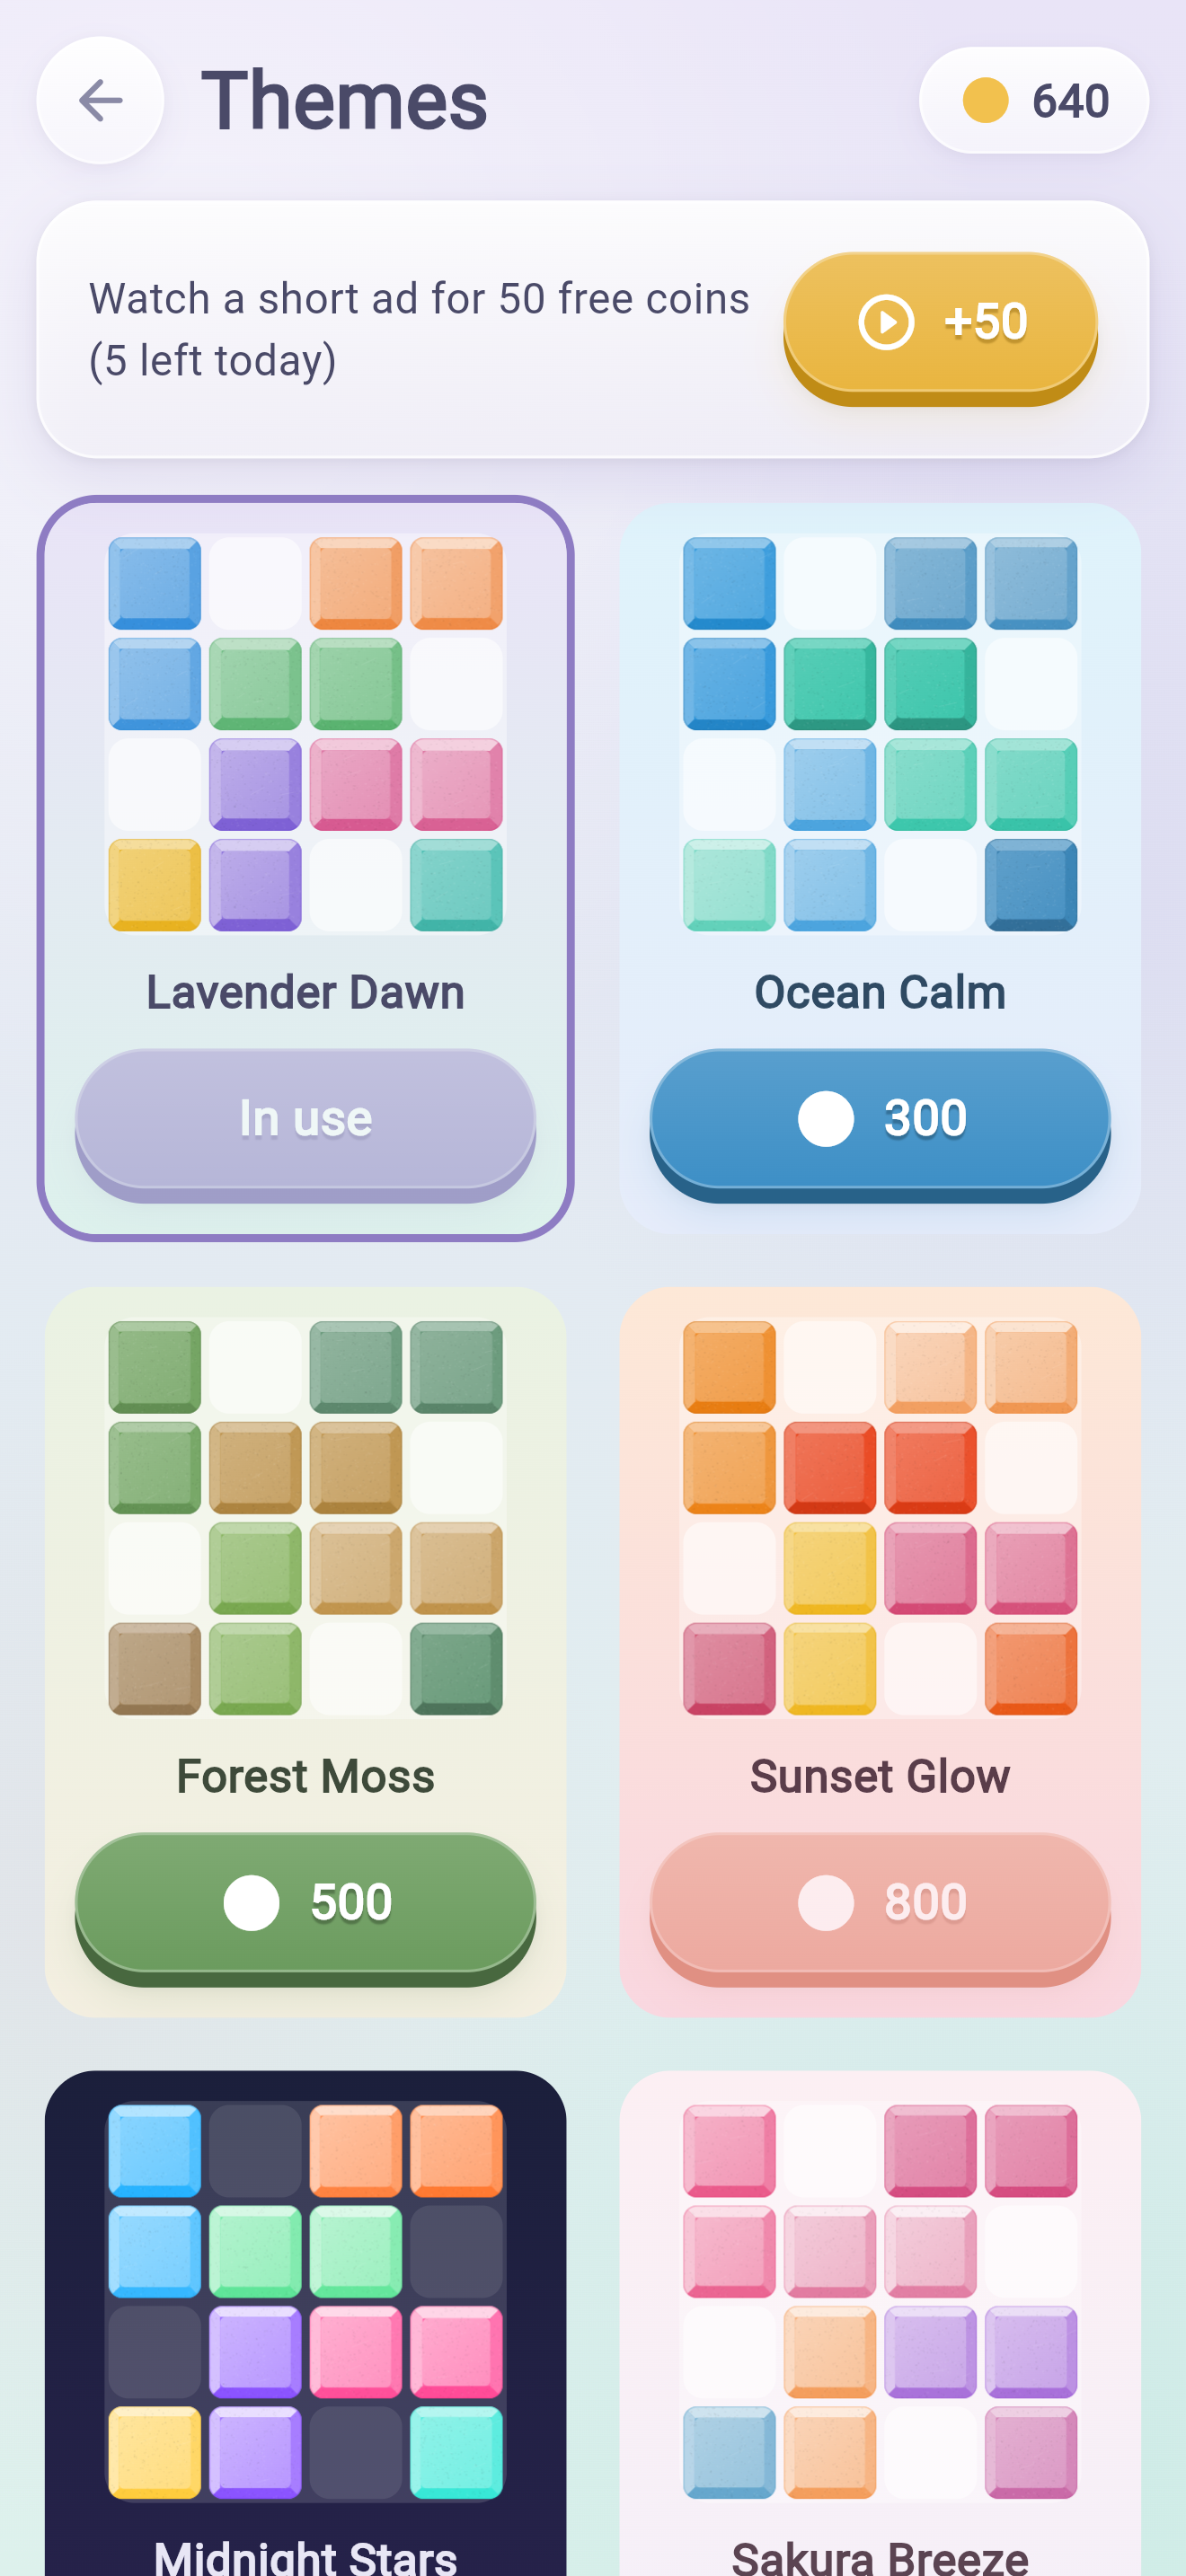 Themes
640
Watch a short ad for 50 free coins
(5 left today)
+50
Lavender Dawn
Ocean Calm
In use
300
Forest Moss
Sunset Glow
500
800
Midnight Stars
Sakura Breeze